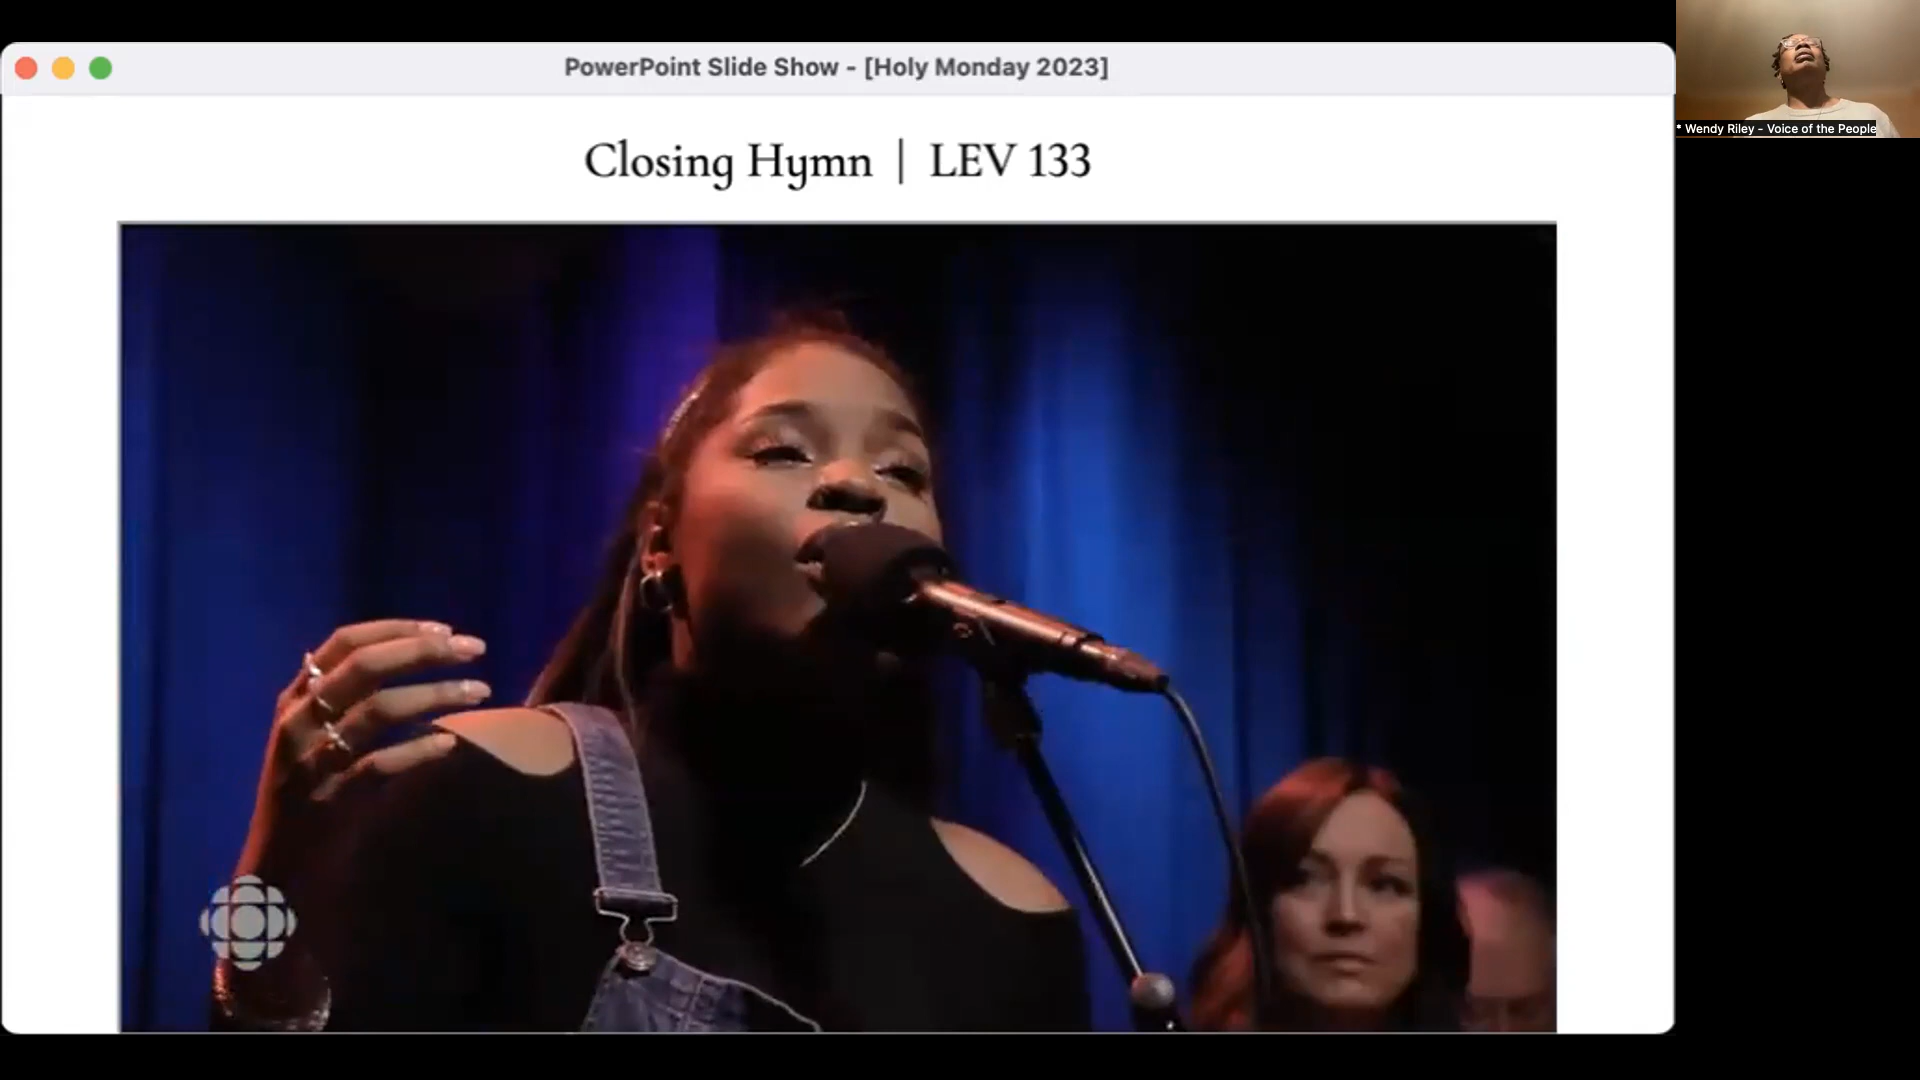 PowerPoint Slide Show - [Holy Monday 2023]
* Wendy Riley - Voice of the People
Closing Hymn | LEV 133